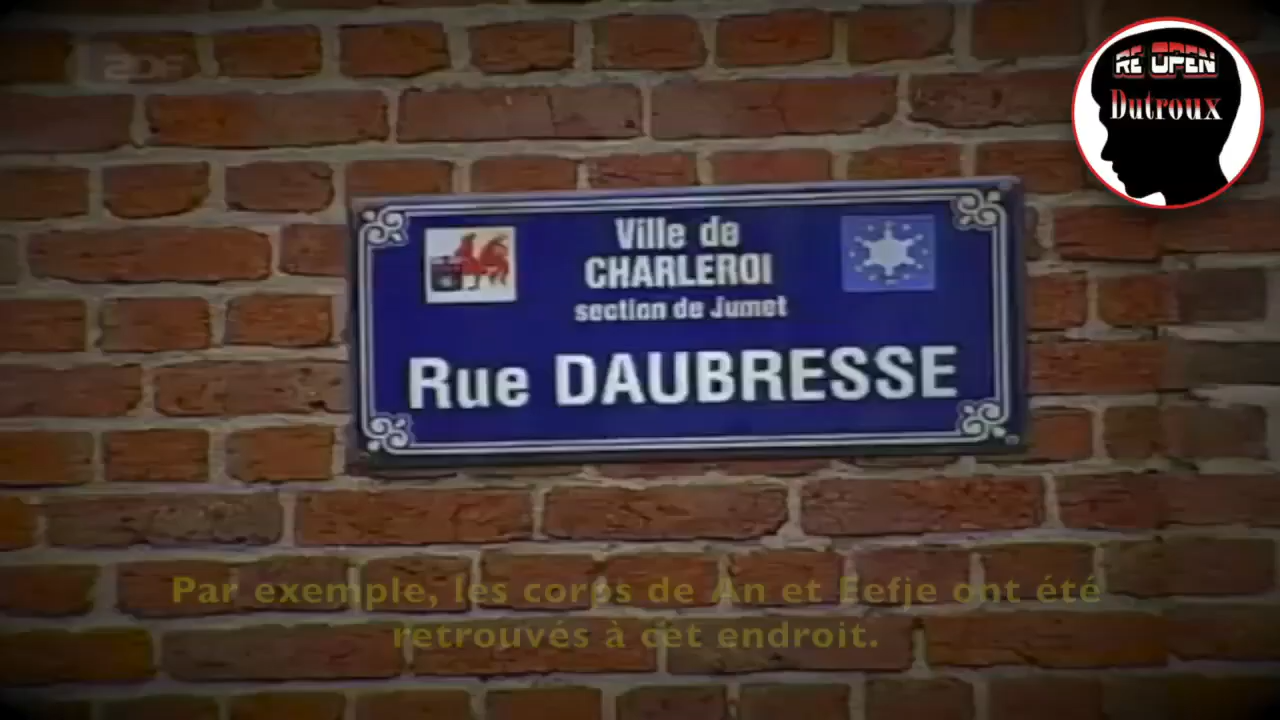 ZDF
RE OPEN
Dutroux
Ville de
CHARLEROI
section de Jumet
Rue DAUBRESSE
Par exemple, les corps de An et Eefje ont été
retrouvés à cet endroit.